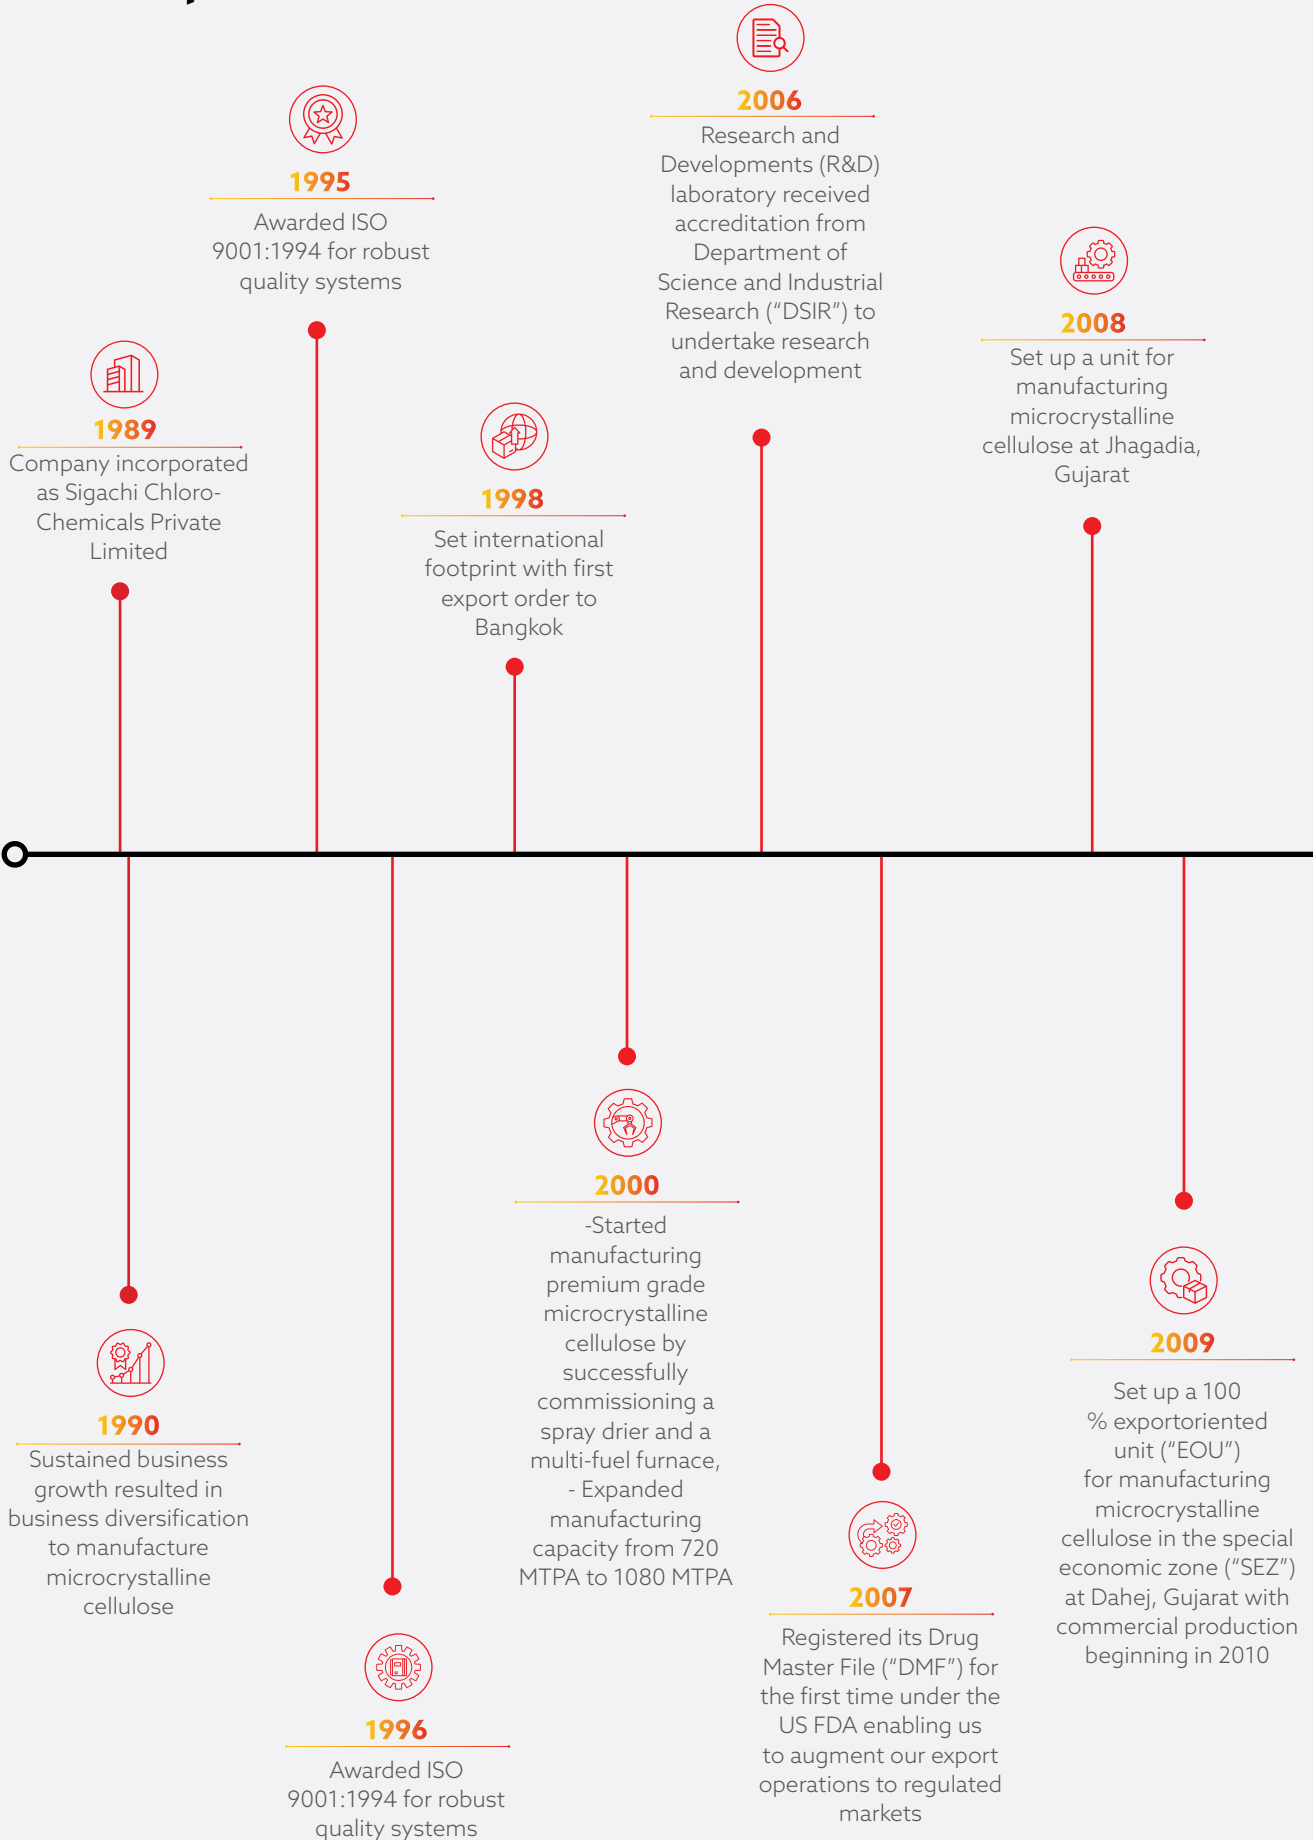 1989
Company incorporated
as Sigachi Chloro-
Chemicals Private
Limited
1990
Sustained business
growth resulted in
business diversification
to manufacture
microcrystalline
cellulose
1995
Awarded ISO
9001:1994 for robust
quality systems
1996
Awarded ISO
9001:1994 for robust
quality systems
1998
Set international
footprint with first
export order to
Bangkok
2000
-Started
manufacturing
premium grade
microcrystalline
cellulose by
successfully
commissioning a
spray drier and a
multi-fuel furnace,
- Expanded
manufacturing
capacity from 720
MTPA to 1080 MTPA
2006
Research and
Developments (R&D)
laboratory received
accreditation from
Department of
Science and Industrial
Research (“DSIR”) to
undertake research
and development
2007
Registered its Drug
Master File (“DMF”) for
the first time under the
US FDA enabling us
to augment our export
operations to regulated
markets
2008
Set up a unit for
manufacturing
microcrystalline
cellulose at Jhagadia,
Gujarat
2009
Set up a 100
% exportoriented
unit (“EOU”)
for manufacturing
microcrystalline
cellulose in the special
economic zone (“SEZ”)
at Dahej, Gujarat with
commercial production
beginning in 2010